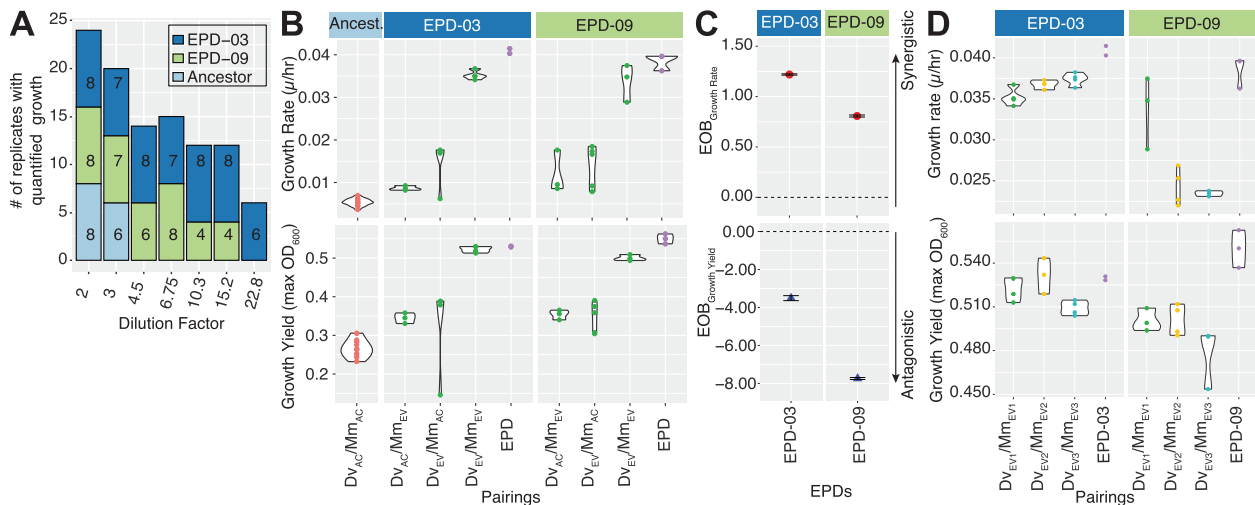 A
# of replicates with
quantified growth
25
20
15
10
5
0
EPD–03
EPD–09
Ancestor
8 7
8 7 8 7 8 8
8 6 6 8 4 4 6
2 3 4.5 6.75 10.3 15.2 22.8
Dilution Factor
B
Ancest. EPD-03 EPD-09
Growth Rate (μ/hr)
0.04
0.03
0.02
0.01
Growth Yield (max OD600)
0.5
0.4
0.3
0.2
DvAC/MmAC DvAC/MmEV DvEV/MmAC DvEV/MmEV EPD DvAC/MmEV DvEV/MmAC DvEV/MmEV EPD
Pairings
C
EPD-03 EPD-09
EOBGrowth Rate
1.50
1.00
0.50
0.00
EOBGrowth Yield
0.00
−2.00
−4.00
−6.00
−8.00
Synergistic
Antagonistic
EPD-03 EPD-09
EPDs
D
EPD-03. EPD-09
Growth rate (μ/hr)
0.040
0.035
0.030
0.025
Growth Yield (max OD600)
0.540
0.510
0.480
0.450
DvEV1/MmEV1 DvEV2/MmEV2 DvEV3/MmEV3 EPD-03 DvEV1/MmEV1 DvEV2/MmEV2 DvEV3/MmEV3 EPD-09
Pairings